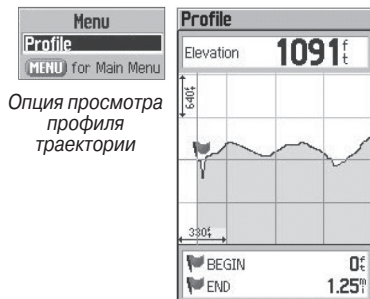 Menu
Profile
MENU for Main Menu
Опция просмотра
профиля
траектории
Profile
Elevation 1091ft
640ft
330ft
BEGIN 0ft
END 1.25mi